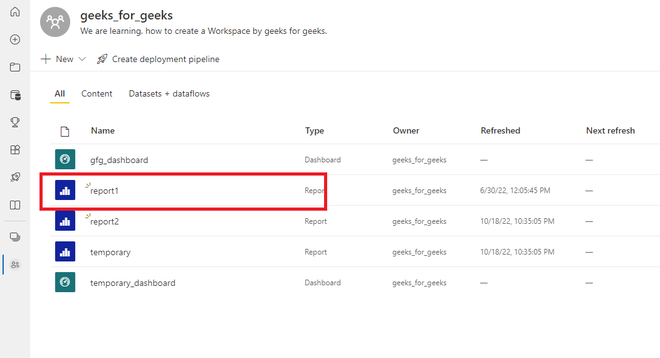 geeks_for_geeks
We are learning, how to create a Workspace by geeks for geeks.
New Create deployment pipeline
All Content Datasets + dataflows
Name Type Owner Refreshed Next refresh
gfg_dashboard Dashboard geeks_for_geeks — —
report1 Report geeks_for_geeks 6/30/22, 12:05:45 PM —
report2 Report geeks_for_geeks 10/18/22, 10:35:05 PM —
temporary Report geeks_for_geeks 10/18/22, 10:35:05 PM —
temporary_dashboard Dashboard geeks_for_geeks — —